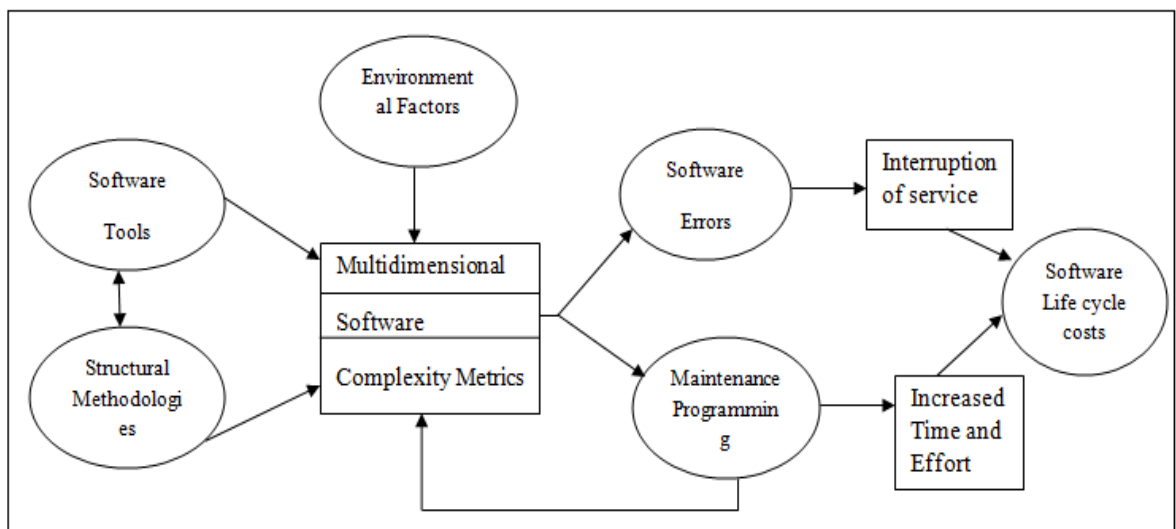 Environment
al Factors
Software
Tools
Structural
Methodologi
es
Multidimensional
Software
Complexity Metrics
Software
Errors
Maintenance
Programmin
g
Interruption
of service
Increased
Time and
Effort
Software
Life cycle
costs